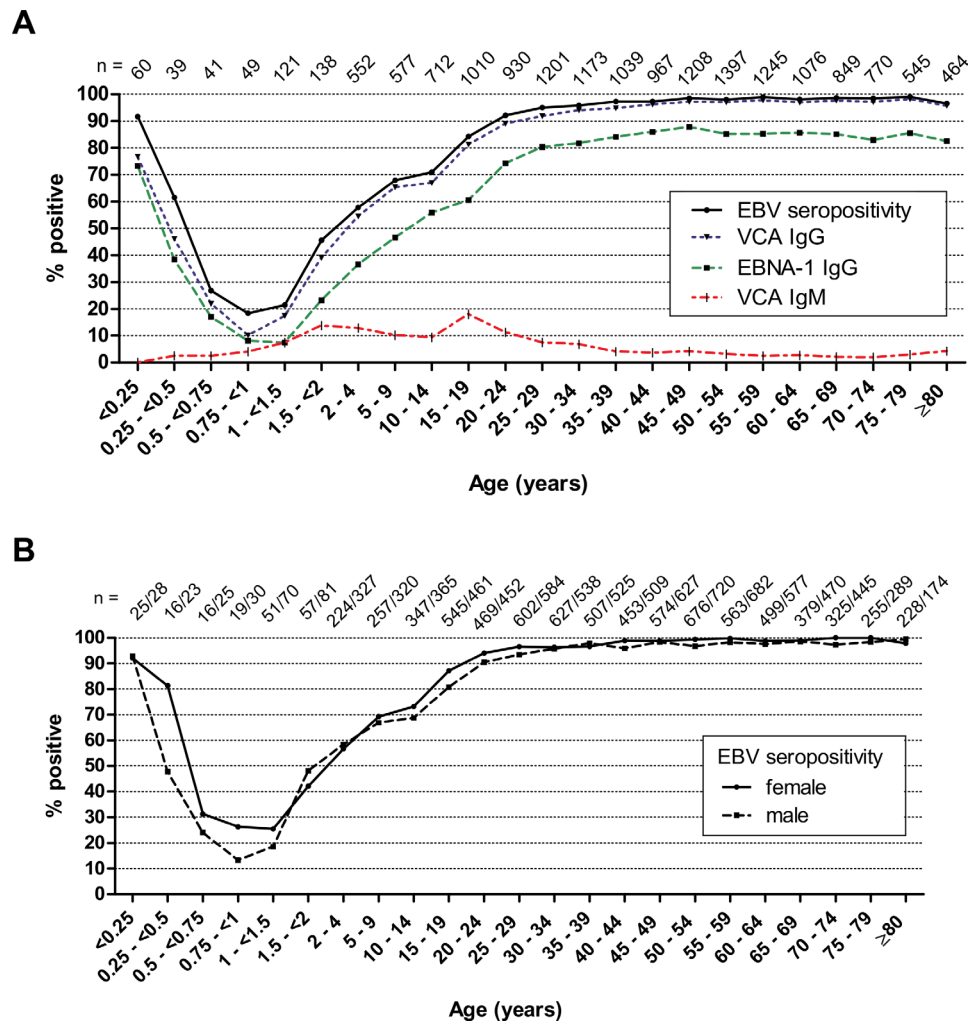 A
n = 60 39 41 49 121 138 552 577 712 1010 930 1201 1173 1039 967 1208 1397 1245 1076 849 770 545 464
100
90
80
70
60
50
40
30
20
10
0
% positive
EBV seropositivity
VCA IgG
EBNA-1 IgG
VCA IgM
<0.25 0.25 - <0.5 0.5 - <0.75 0.75 - <1 1 - <1.5 1.5 - <2 2 - 4 5 - 9 10 - 14 15 - 19 20 - 24 25 - 29 30 - 34 35 - 39 40 - 44 45 - 49 50 - 54 55 - 59 60 - 64 65 - 69 70 - 74 75 - 79 ≥80
Age (years)
B
n = 25/28 16/23 16/25 19/30 51/70 57/81 224/327 257/320 347/365 545/461 469/452 602/584 627/538 507/525 453/509 574/627 676/720 563/682 499/577 379/470 325/445 255/289 228/174
100
90
80
70
60
50
40
30
20
10
0
% positive
EBV seropositivity
female
male
<0.25 0.25 - <0.5 0.5 - <0.75 0.75 - <1 1 - <1.5 1.5 - <2 2 - 4 5 - 9 10 - 14 15 - 19 20 - 24 25 - 29 30 - 34 35 - 39 40 - 44 45 - 49 50 - 54 55 - 59 60 - 64 65 - 69 70 - 74 75 - 79 ≥80
Age (years)